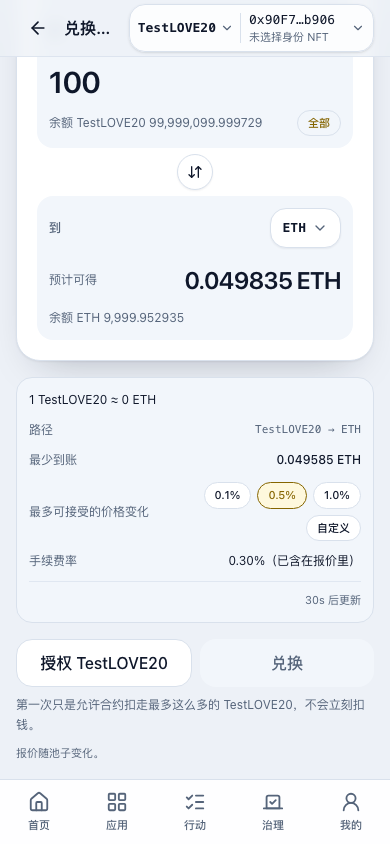 兑换...
TestLOVE20
0x90F7…b906
未选择身份 NFT
100
余额 TestLOVE20 99,999,099.999729
全部
到
ETH
预计可得
0.049835 ETH
余额 ETH 9,999.952935
1 TestLOVE20 ≈ 0 ETH
路径
TestLOVE20 → ETH
最少到账
0.049585 ETH
0.1%
0.5%
1.0%
最多可接受的价格变化
自定义
手续费率
0.30%（已含在报价里）
30s 后更新
授权 TestLOVE20
兑换
第一次只是允许合约扣走最多这么多的 TestLOVE20，不会立刻扣
钱。
报价随池子变化。
首页
应用
行动
治理
我的